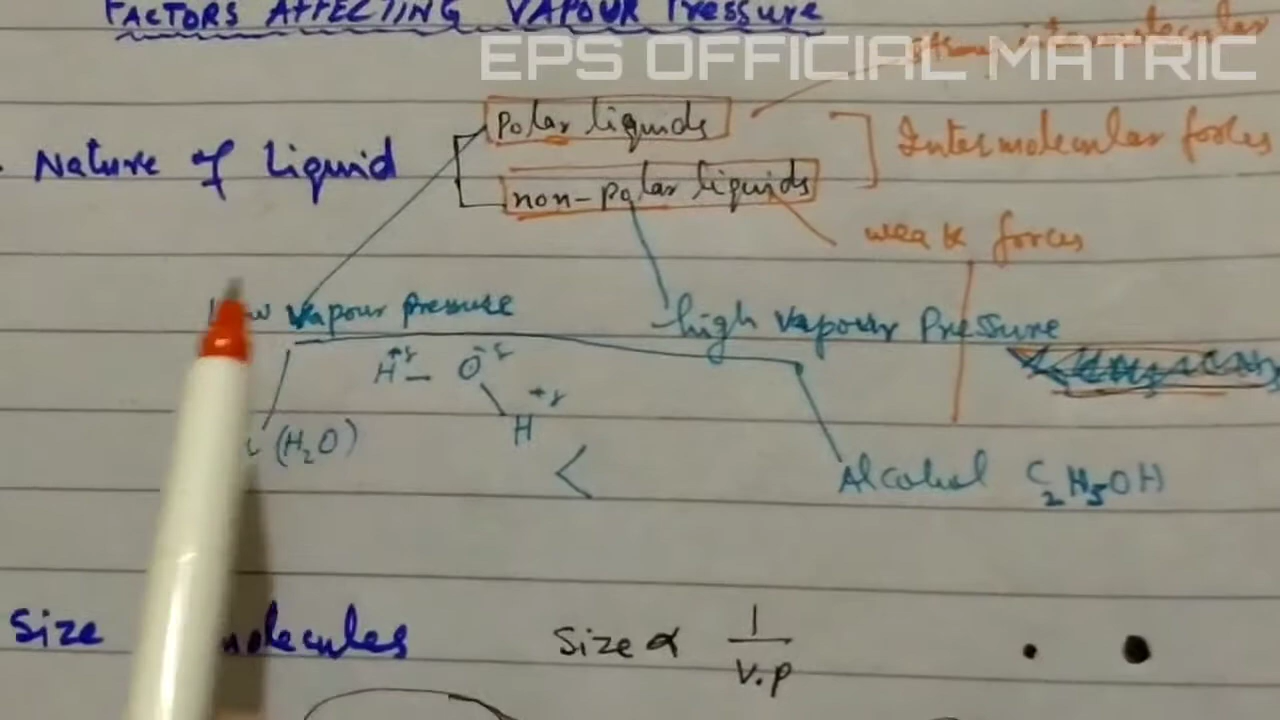 FACTORS AFFECTING VAPOUR Pressure
EPS OFFICIAL MATRIC
Polar liquids
Intermolecular forces
Nature of Liquid
non-polar liquids
weak forces
vapour Pressure
high vapour Pressure
H+δ — O-δ
H+δ
(H2O)
<
Alcohol C2H5OH
Size molecules
Size ∝ 1/V.P